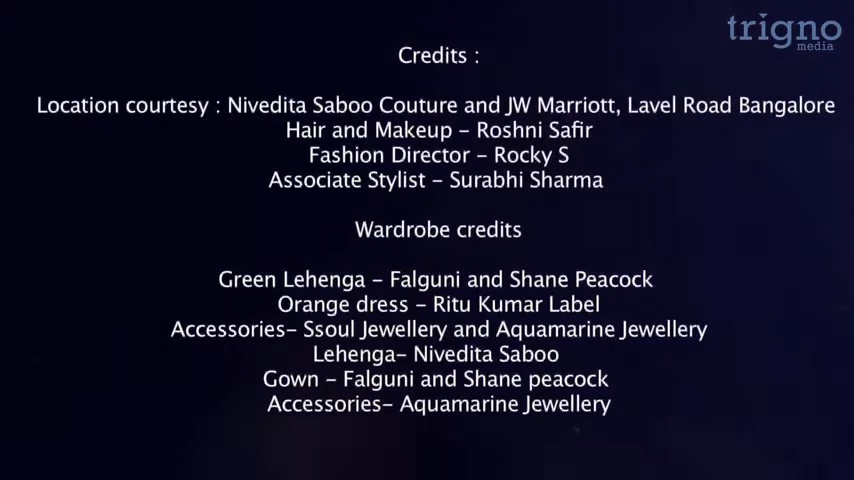 trigno
media
Credits :
Location courtesy : Nivedita Saboo Couture and JW Marriott, Lavel Road Bangalore
Hair and Makeup - Roshni Safir
Fashion Director - Rocky S
Associate Stylist - Surabhi Sharma
Wardrobe credits
Green Lehenga - Falguni and Shane Peacock
Orange dress - Ritu Kumar Label
Accessories- Ssoul Jewellery and Aquamarine Jewellery
Lehenga- Nivedita Saboo
Gown - Falguni and Shane peacock
Accessories- Aquamarine Jewellery